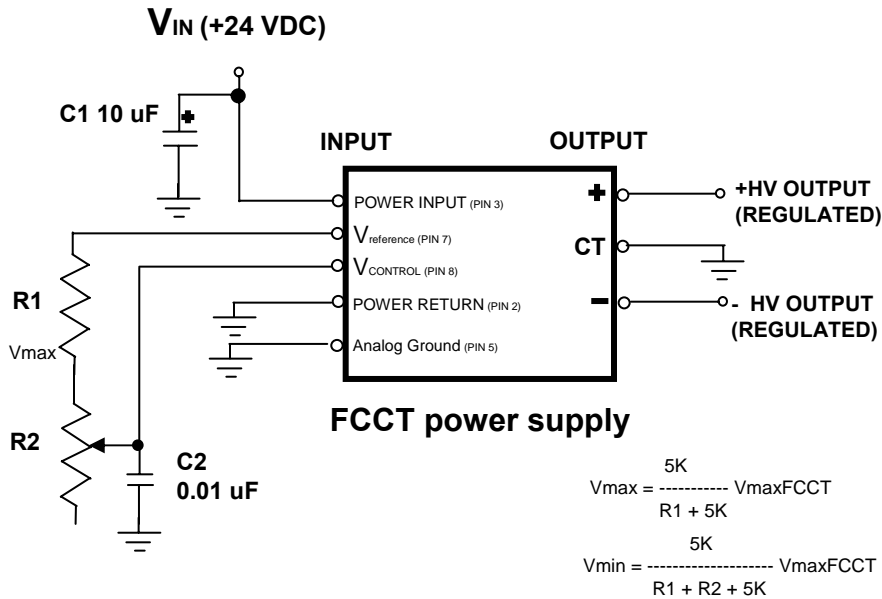 VIN (+24 VDC)
C1 10 uF
+
INPUT
OUTPUT
POWER INPUT (PIN 3)
Vreference (PIN 7)
VCONTROL (PIN 8)
POWER RETURN (PIN 2)
Analog Ground (PIN 5)
+
CT
-
+HV OUTPUT
(REGULATED)
- HV OUTPUT
(REGULATED)
R1
Vmax
R2
C2
0.01 uF
FCCT power supply
5K
Vmax = ----------- VmaxFCCT
R1 + 5K
5K
Vmin = -------------------- VmaxFCCT
R1 + R2 + 5K